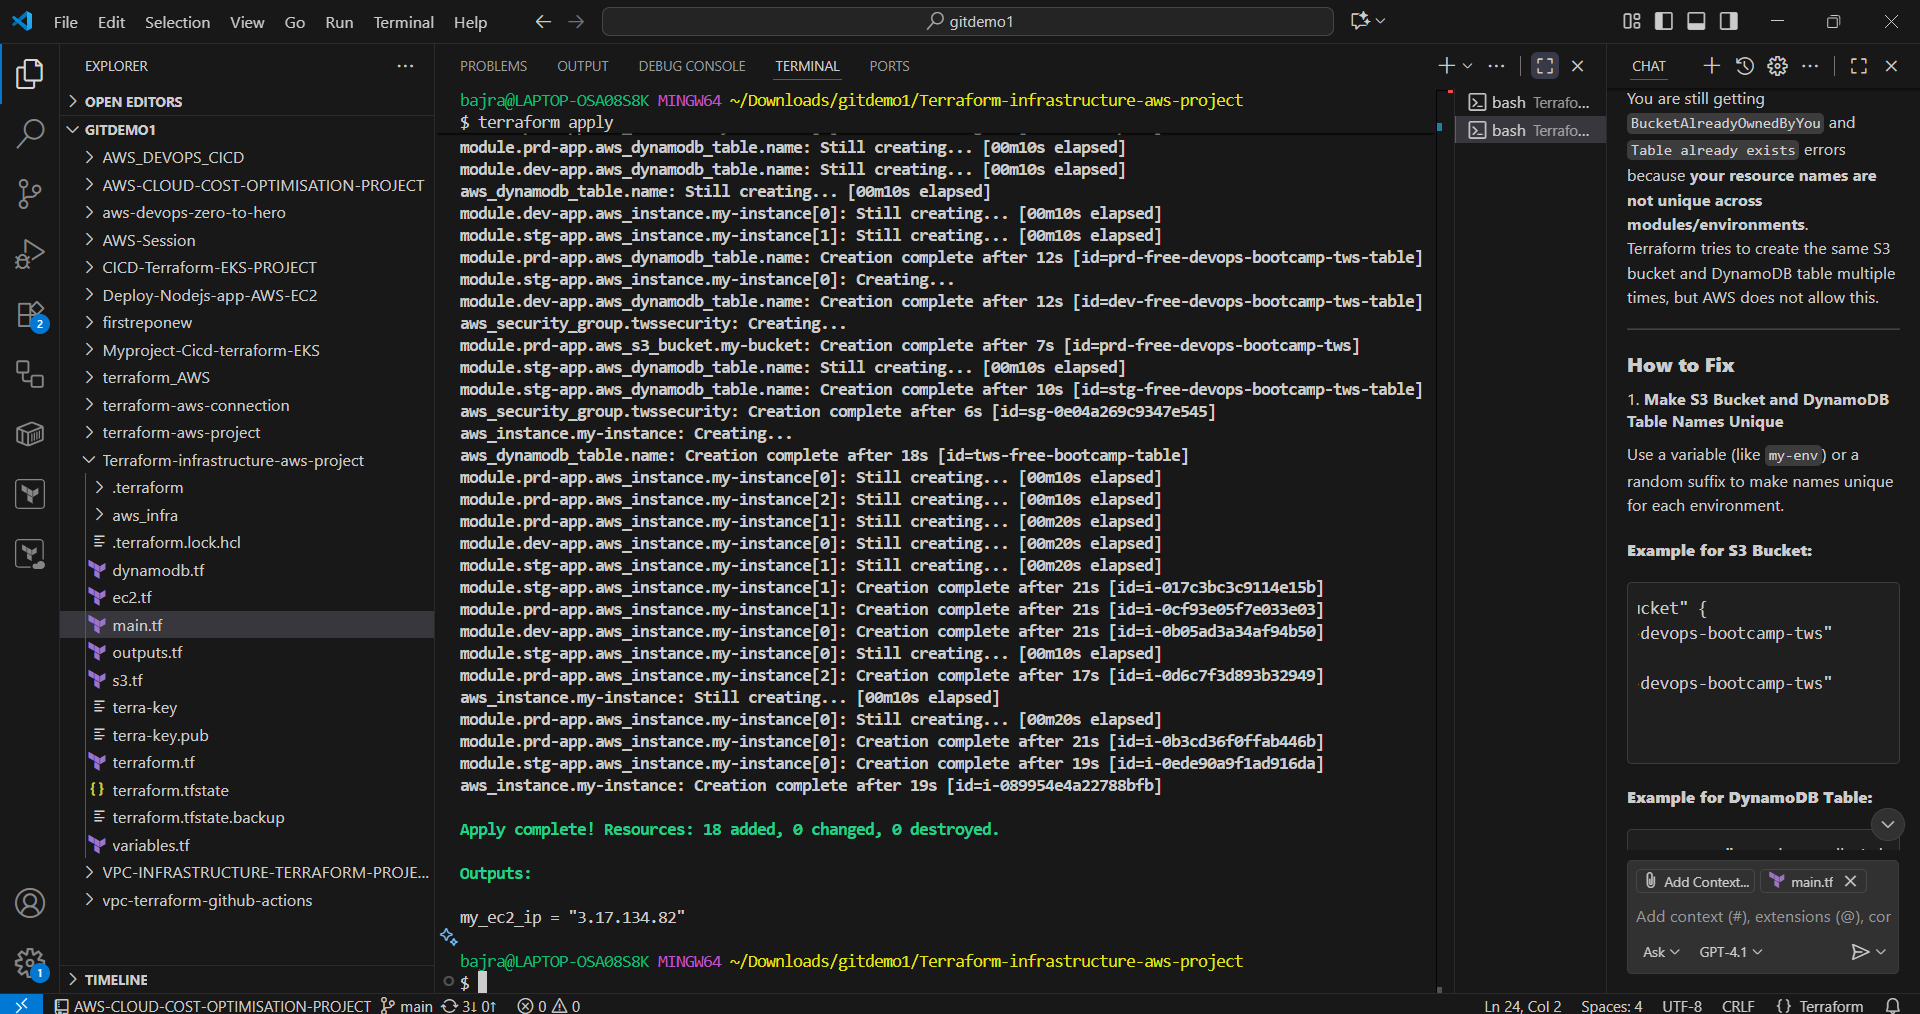 File Edit Selection View Go Run Terminal Help
gitdemo1
EXPLORER
OPEN EDITORS
GITDEMO1
AWS_DEVOPS_CICD
AWS-CLOUD-COST-OPTIMISATION-PROJECT
aws-devops-zero-to-hero
AWS-Session
CICD-Terraform-EKS-PROJECT
Deploy-Nodejs-app-AWS-EC2
firstreponew
Myproject-Cicd-terraform-EKS
terraform_AWS
terraform-aws-connection
terraform-aws-project
Terraform-infrastructure-aws-project
.terraform
aws_infra
.terraform.lock.hcl
dynamodb.tf
ec2.tf
main.tf
outputs.tf
s3.tf
terra-key
terra-key.pub
terraform.tf
terraform.tfstate
terraform.tfstate.backup
variables.tf
VPC-INFRASTRUCTURE-TERRAFORM-PROJE...
vpc-terraform-github-actions
TIMELINE
2
1
PROBLEMS OUTPUT DEBUG CONSOLE TERMINAL PORTS
bajra@LAPTOP-OSA08S8K MINGW64 ~/Downloads/gitdemo1/Terraform-infrastructure-aws-project
$ terraform apply
module.prd-app.aws_dynamodb_table.name: Still creating... [00m10s elapsed]
module.dev-app.aws_dynamodb_table.name: Still creating... [00m10s elapsed]
aws_dynamodb_table.name: Still creating... [00m10s elapsed]
module.dev-app.aws_instance.my-instance[0]: Still creating... [00m10s elapsed]
module.stg-app.aws_instance.my-instance[1]: Still creating... [00m10s elapsed]
module.prd-app.aws_dynamodb_table.name: Creation complete after 12s [id=prd-free-devops-bootcamp-tws-table]
module.stg-app.aws_instance.my-instance[0]: Creating...
module.dev-app.aws_dynamodb_table.name: Creation complete after 12s [id=dev-free-devops-bootcamp-tws-table]
aws_security_group.twssecurity: Creating...
module.prd-app.aws_s3_bucket.my-bucket: Creation complete after 7s [id=prd-free-devops-bootcamp-tws]
module.stg-app.aws_dynamodb_table.name: Still creating... [00m10s elapsed]
module.stg-app.aws_dynamodb_table.name: Creation complete after 10s [id=stg-free-devops-bootcamp-tws-table]
aws_security_group.twssecurity: Creation complete after 6s [id=sg-0e04a269c9347e545]
aws_instance.my-instance: Creating...
aws_dynamodb_table.name: Creation complete after 18s [id=tws-free-bootcamp-table]
module.prd-app.aws_instance.my-instance[0]: Still creating... [00m10s elapsed]
module.prd-app.aws_instance.my-instance[2]: Still creating... [00m10s elapsed]
module.prd-app.aws_instance.my-instance[1]: Still creating... [00m20s elapsed]
module.dev-app.aws_instance.my-instance[0]: Still creating... [00m20s elapsed]
module.stg-app.aws_instance.my-instance[1]: Still creating... [00m20s elapsed]
module.stg-app.aws_instance.my-instance[1]: Creation complete after 21s [id=i-017c3bc3c9114e15b]
module.prd-app.aws_instance.my-instance[1]: Creation complete after 21s [id=i-0cf93e05f7e033e03]
module.dev-app.aws_instance.my-instance[0]: Creation complete after 21s [id=i-0b05ad3a34af94b50]
module.stg-app.aws_instance.my-instance[0]: Still creating... [00m10s elapsed]
module.prd-app.aws_instance.my-instance[2]: Creation complete after 17s [id=i-0d6c7f3d893b32949]
aws_instance.my-instance: Still creating... [00m10s elapsed]
module.prd-app.aws_instance.my-instance[0]: Still creating... [00m20s elapsed]
module.prd-app.aws_instance.my-instance[0]: Creation complete after 21s [id=i-0b3cd36f0ffab446b]
module.stg-app.aws_instance.my-instance[0]: Creation complete after 19s [id=i-0ede90a9f1ad916da]
aws_instance.my-instance: Creation complete after 19s [id=i-089954e4a22788bfb]
Apply complete! Resources: 18 added, 0 changed, 0 destroyed.
Outputs:
my_ec2_ip = "3.17.134.82"
bajra@LAPTOP-OSA08S8K MINGW64 ~/Downloads/gitdemo1/Terraform-infrastructure-aws-project
$
bash Terrafo...
bash Terrafo...
CHAT
You are still getting
BucketAlreadyOwnedByYou and
Table already exists errors
because your resource names are
not unique across
modules/environments.
Terraform tries to create the same S3
bucket and DynamoDB table multiple
times, but AWS does not allow this.
How to Fix
1. Make S3 Bucket and DynamoDB
Table Names Unique
Use a variable (like my-env) or a
random suffix to make names unique
for each environment.
Example for S3 Bucket:
ucket" {
devops-bootcamp-tws"
devops-bootcamp-tws"
Example for DynamoDB Table:
Add Context... main.tf
Add context (#), extensions (@), cor
Ask GPT-4.1
AWS-CLOUD-COST-OPTIMISATION-PROJECT main 3↓ 0↑ 0 0
Ln 24, Col 2 Spaces: 4 UTF-8 CRLF {} Terraform